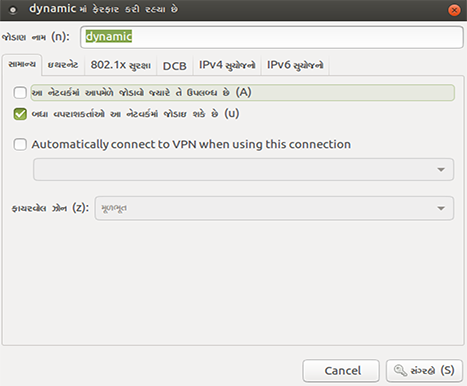 dynamic માં ફેરફાર કરી રહ્યા છે
જોડાણ નામ (n): dynamic
સામાન્ય ઇથરનેટ 802.1x સુરક્ષા DCB IPv4 સુયોજનો IPv6 સુયોજનો
આ નેટવર્કમાં આપમેળે જોડાવો જ્યારે તે ઉપલબ્ધ છે (A)
બધા વપરાશકર્તાઓ આ નેટવર્કમાં જોડાઇ શકે છે (u)
Automatically connect to VPN when using this connection
ફાયરવોલ ઝોન (z): મૂળભૂત
Cancel સંગ્રહો (S)